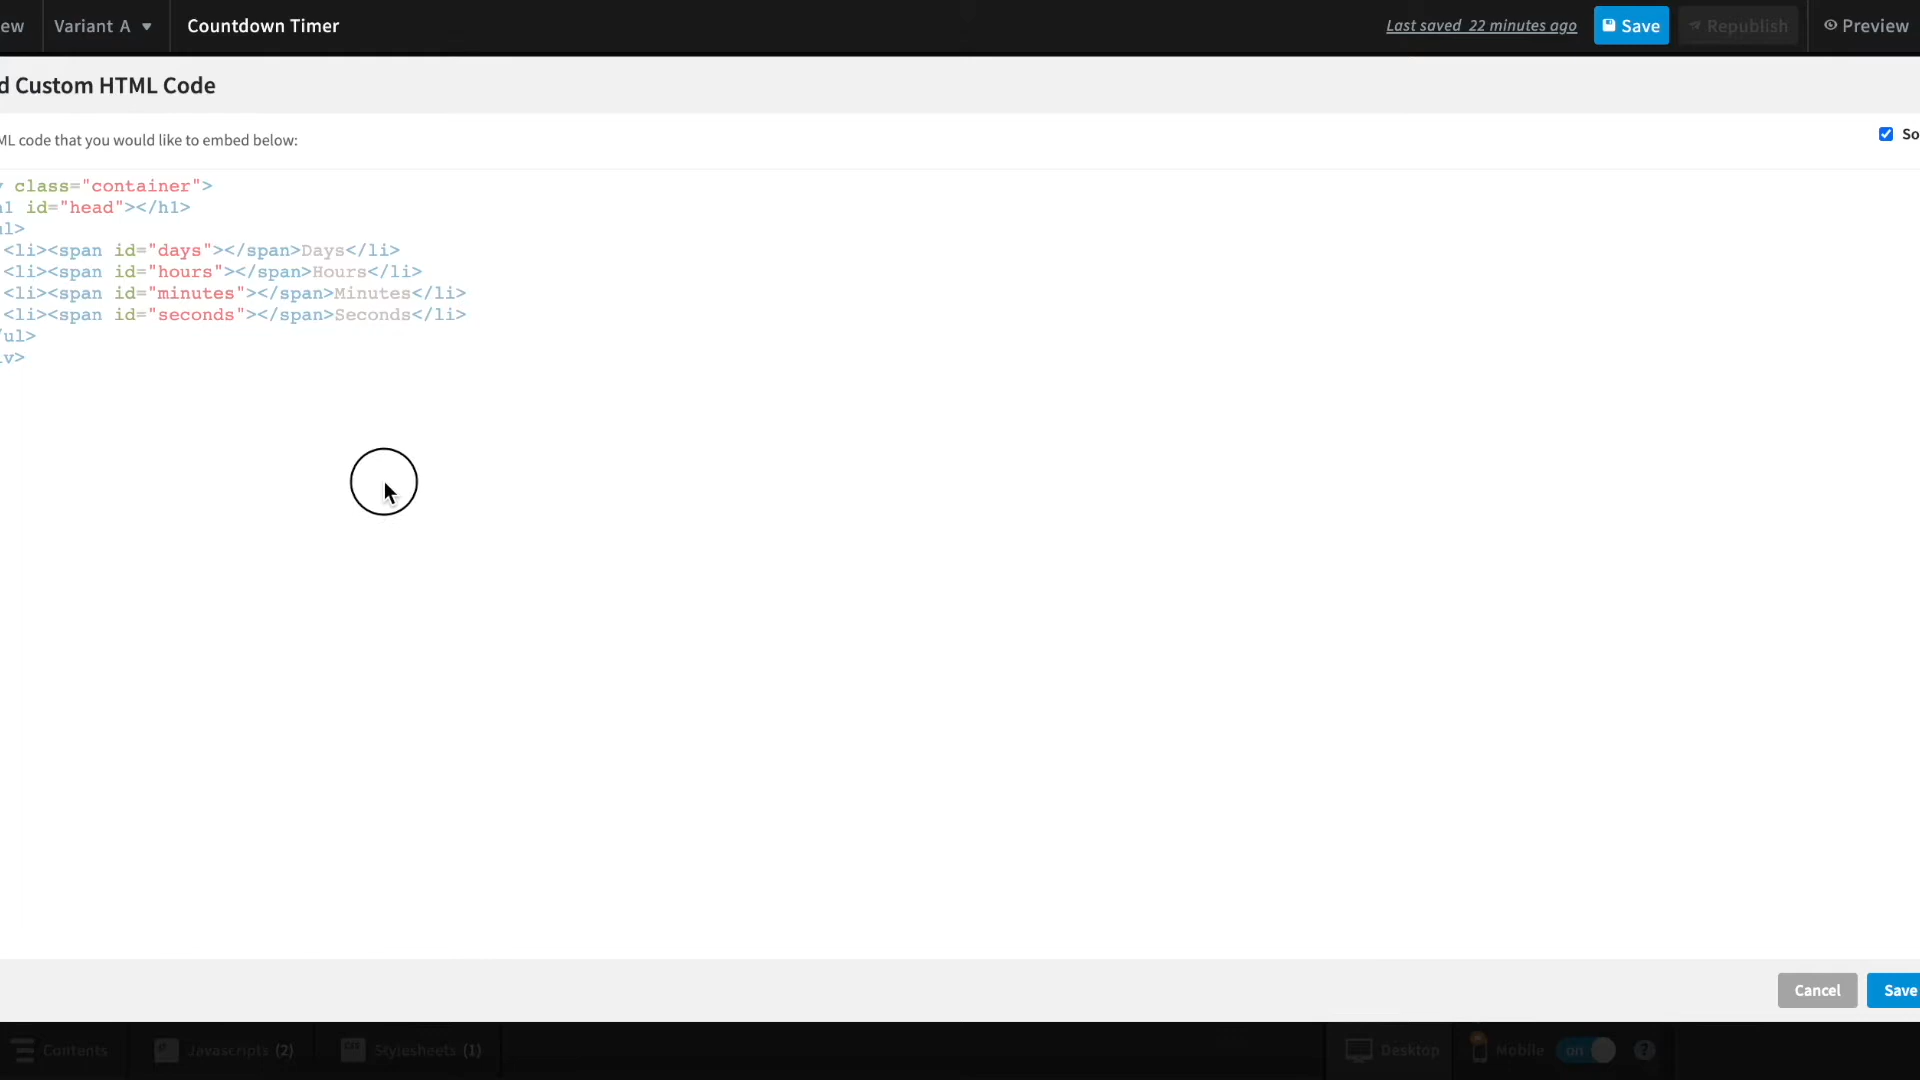 ew Variant A Countdown Timer Last saved 22 minutes ago Save Republish Preview
d Custom HTML Code
ML code that you would like to embed below: So
class="container">
h1 id="head"></h1>
ul>
<li><span id="days"></span>Days</li>
<li><span id="hours"></span>Hours</li>
<li><span id="minutes"></span>Minutes</li>
<li><span id="seconds"></span>Seconds</li>
/ul>
iv>
Cancel Save
Contents Javascripts (2) Stylesheets (1) Desktop Mobile on ?